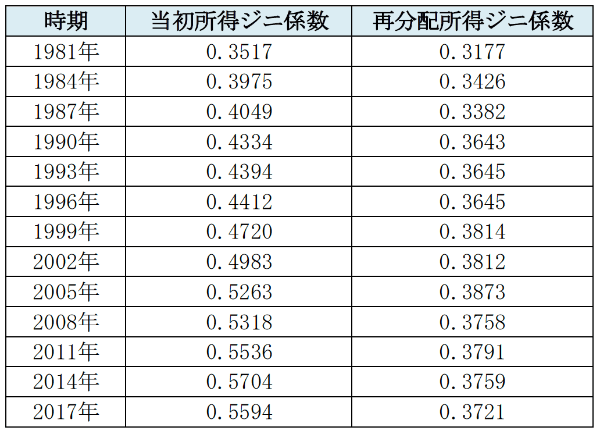 時期 当初所得ジニ係数 再分配所得ジニ係数
1981年 0.3517 0.3177
1984年 0.3975 0.3426
1987年 0.4049 0.3382
1990年 0.4334 0.3643
1993年 0.4394 0.3645
1996年 0.4412 0.3645
1999年 0.4720 0.3814
2002年 0.4983 0.3812
2005年 0.5263 0.3873
2008年 0.5318 0.3758
2011年 0.5536 0.3791
2014年 0.5704 0.3759
2017年 0.5594 0.3721